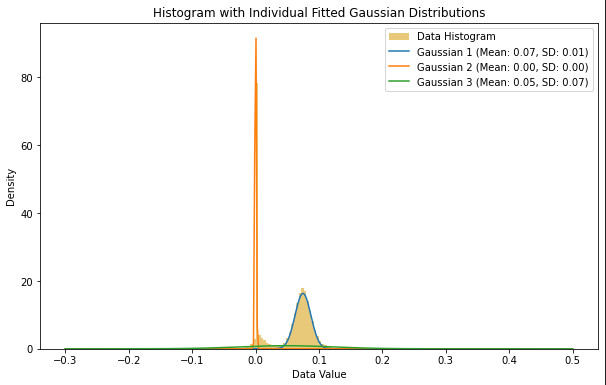 Histogram with Individual Fitted Gaussian Distributions
Data Histogram
Gaussian 1 (Mean: 0.07, SD: 0.01)
Gaussian 2 (Mean: 0.00, SD: 0.00)
Gaussian 3 (Mean: 0.05, SD: 0.07)
80
60
40
20
0
Density
−0.3 −0.2 −0.1 0.0 0.1 0.2 0.3 0.4 0.5
Data Value